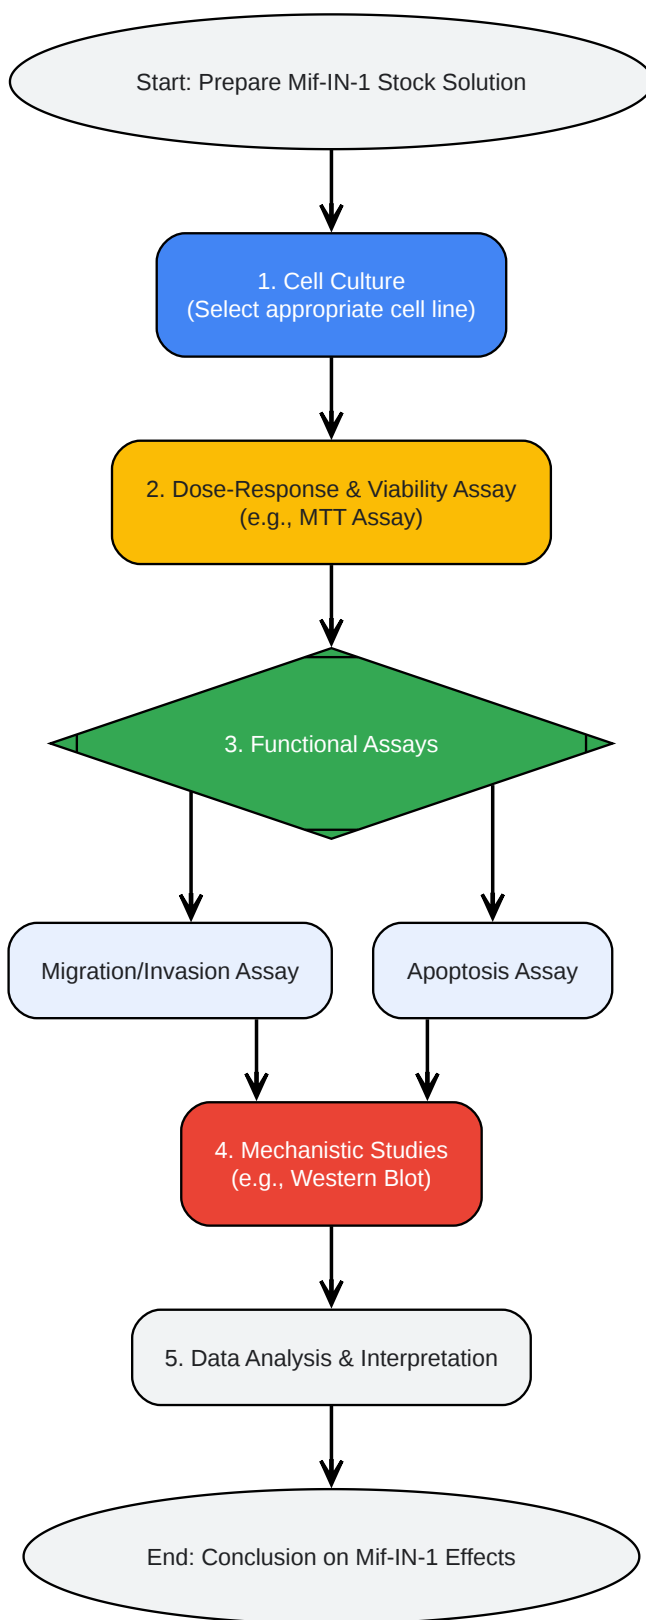 Start: Prepare Mif-IN-1 Stock Solution
1. Cell Culture
(Select appropriate cell line)
2. Dose-Response & Viability Assay
(e.g., MTT Assay)
3. Functional Assays
Migration/Invasion Assay
Apoptosis Assay
4. Mechanistic Studies
(e.g., Western Blot)
5. Data Analysis & Interpretation
End: Conclusion on Mif-IN-1 Effects